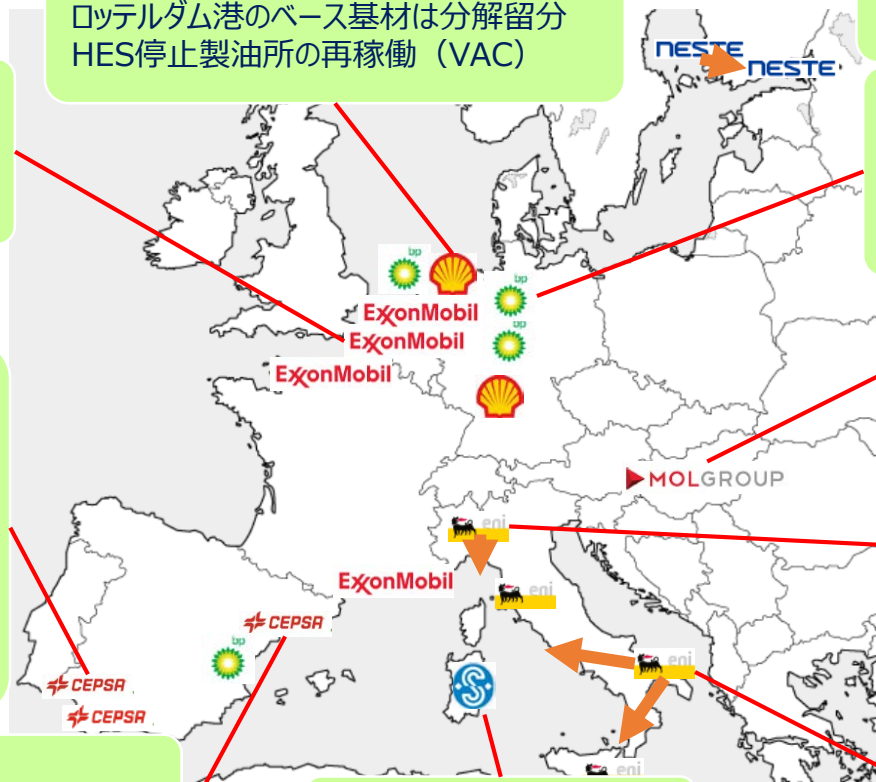 ロッテルダム港のベース基材は分解留分
HES停止製油所の再稼働（VAC）
NESTE
NESTE
bp
bp
ExxonMobil
bp
ExxonMobil
ExxonMobil
MOLGROUP
eni
ExxonMobil
eni
CEPSA
bp
eni
CEPSA
S
CEPSA
eni